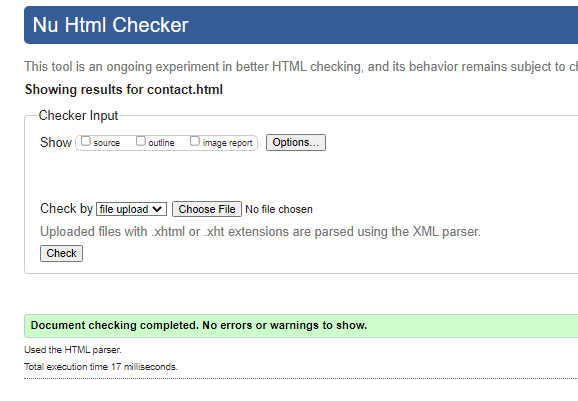 Nu Html Checker
This tool is an ongoing experiment in better HTML checking, and its behavior remains subject to
Showing results for contact.html
Checker Input
Show source outline image report Options...
Check by file upload Choose File No file chosen
Uploaded files with .xhtml or .xht extensions are parsed using the XML parser.
Check
Document checking completed. No errors or warnings to show.
Used the HTML parser.
Total execution time 17 milliseconds.